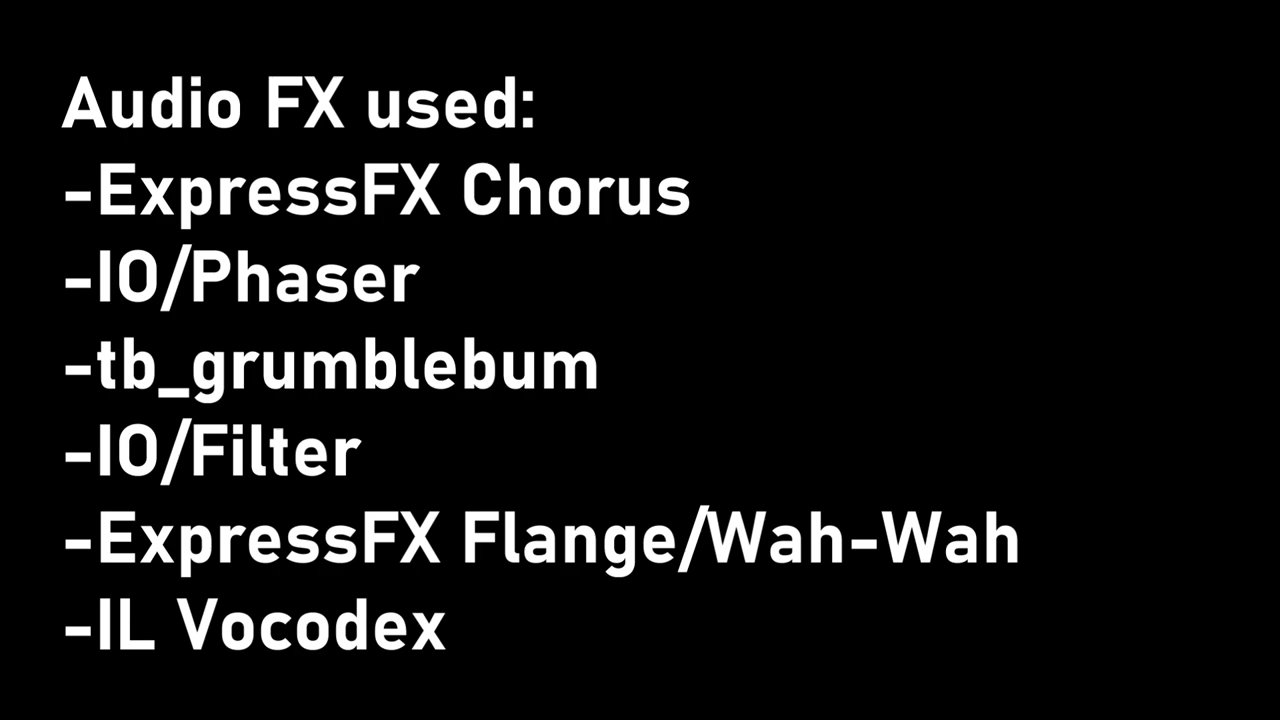 Audio FX used:
-ExpressFX Chorus
-IO/Phaser
-tb_grumblebum
-IO/Filter
-ExpressFX Flange/Wah-Wah
-IL Vocodex